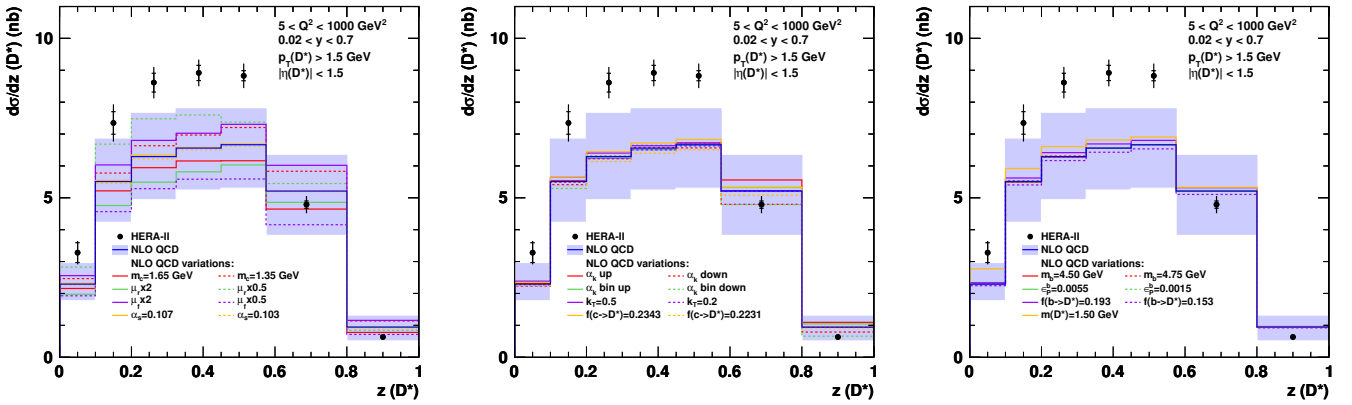 dσ/dz (D*) (nb)
10
5
0
5 < Q² < 1000 GeV²
0.02 < y < 0.7
p_T(D*) > 1.5 GeV
|η(D*)| < 1.5
HERA-II
NLO QCD
NLO QCD variations:
m_c=1.65 GeV m_c=1.35 GeV
μ_r x2 μ_r x0.5
μ_f x2 μ_f x0.5
α_s=0.107 α_s=0.103
0 0.2 0.4 0.6 0.8 1
z (D*)
dσ/dz (D*) (nb)
10
5
0
5 < Q² < 1000 GeV²
0.02 < y < 0.7
p_T(D*) > 1.5 GeV
|η(D*)| < 1.5
HERA-II
NLO QCD
NLO QCD variations:
α_k up α_k down
α_k bin up α_k bin down
k_T=0.5 k_T=0.2
f(c->D*)=0.2343 f(c->D*)=0.2231
0 0.2 0.4 0.6 0.8 1
z (D*)
dσ/dz (D*) (nb)
10
5
0
5 < Q² < 1000 GeV²
0.02 < y < 0.7
p_T(D*) > 1.5 GeV
|η(D*)| < 1.5
HERA-II
NLO QCD
NLO QCD variations:
m_b=4.50 GeV m_b=4.75 GeV
ε_P^b=0.0055 ε_P^b=0.0015
f(b->D*)=0.193 f(b->D*)=0.153
m(D*)=1.50 GeV
0 0.2 0.4 0.6 0.8 1
z (D*)